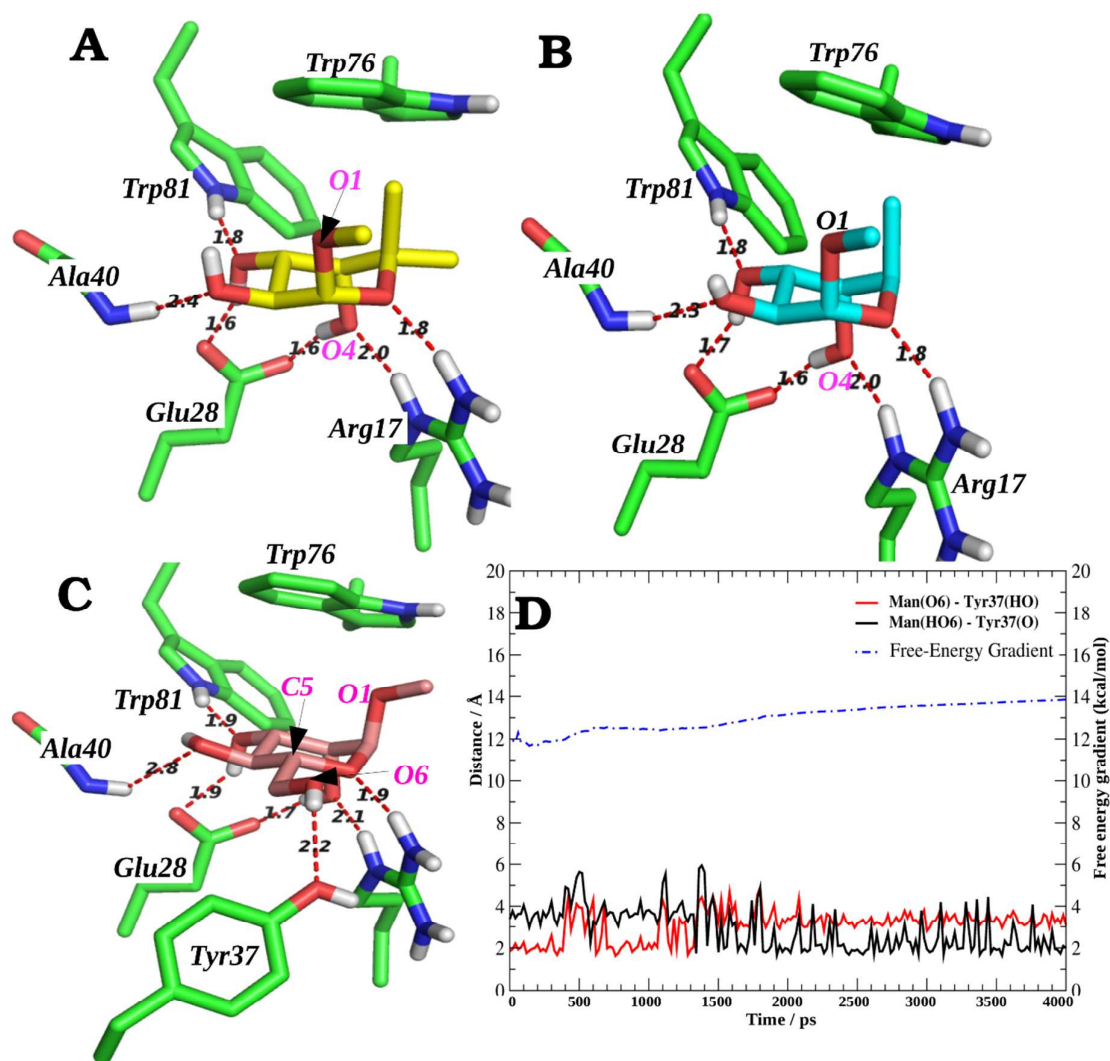 A
Trp76
Trp81
O1
1.8
Ala40
2.4
1.6
1.6
O4
2.0
1.8
Glu28
Arg17
B
Trp76
Trp81
O1
1.8
Ala40
2.3
1.7
1.6
O4
2.0
1.8
Glu28
Arg17
C
Trp76
Trp81
C5
O1
1.9
Ala40
2.8
O6
1.9
1.9
1.7
2.1
2.2
Glu28
Tyr37
D
Man(O6) - Tyr37(HO)
Man(HO6) - Tyr37(O)
Free-Energy Gradient
Distance / Å
20
18
16
14
12
10
8
6
4
2
0
20
18
16
14
12
10
8
6
4
2
0
Free energy gradient (kcal/mol)
0 500 1000 1500 2000 2500 3000 3500 4000
Time / ps